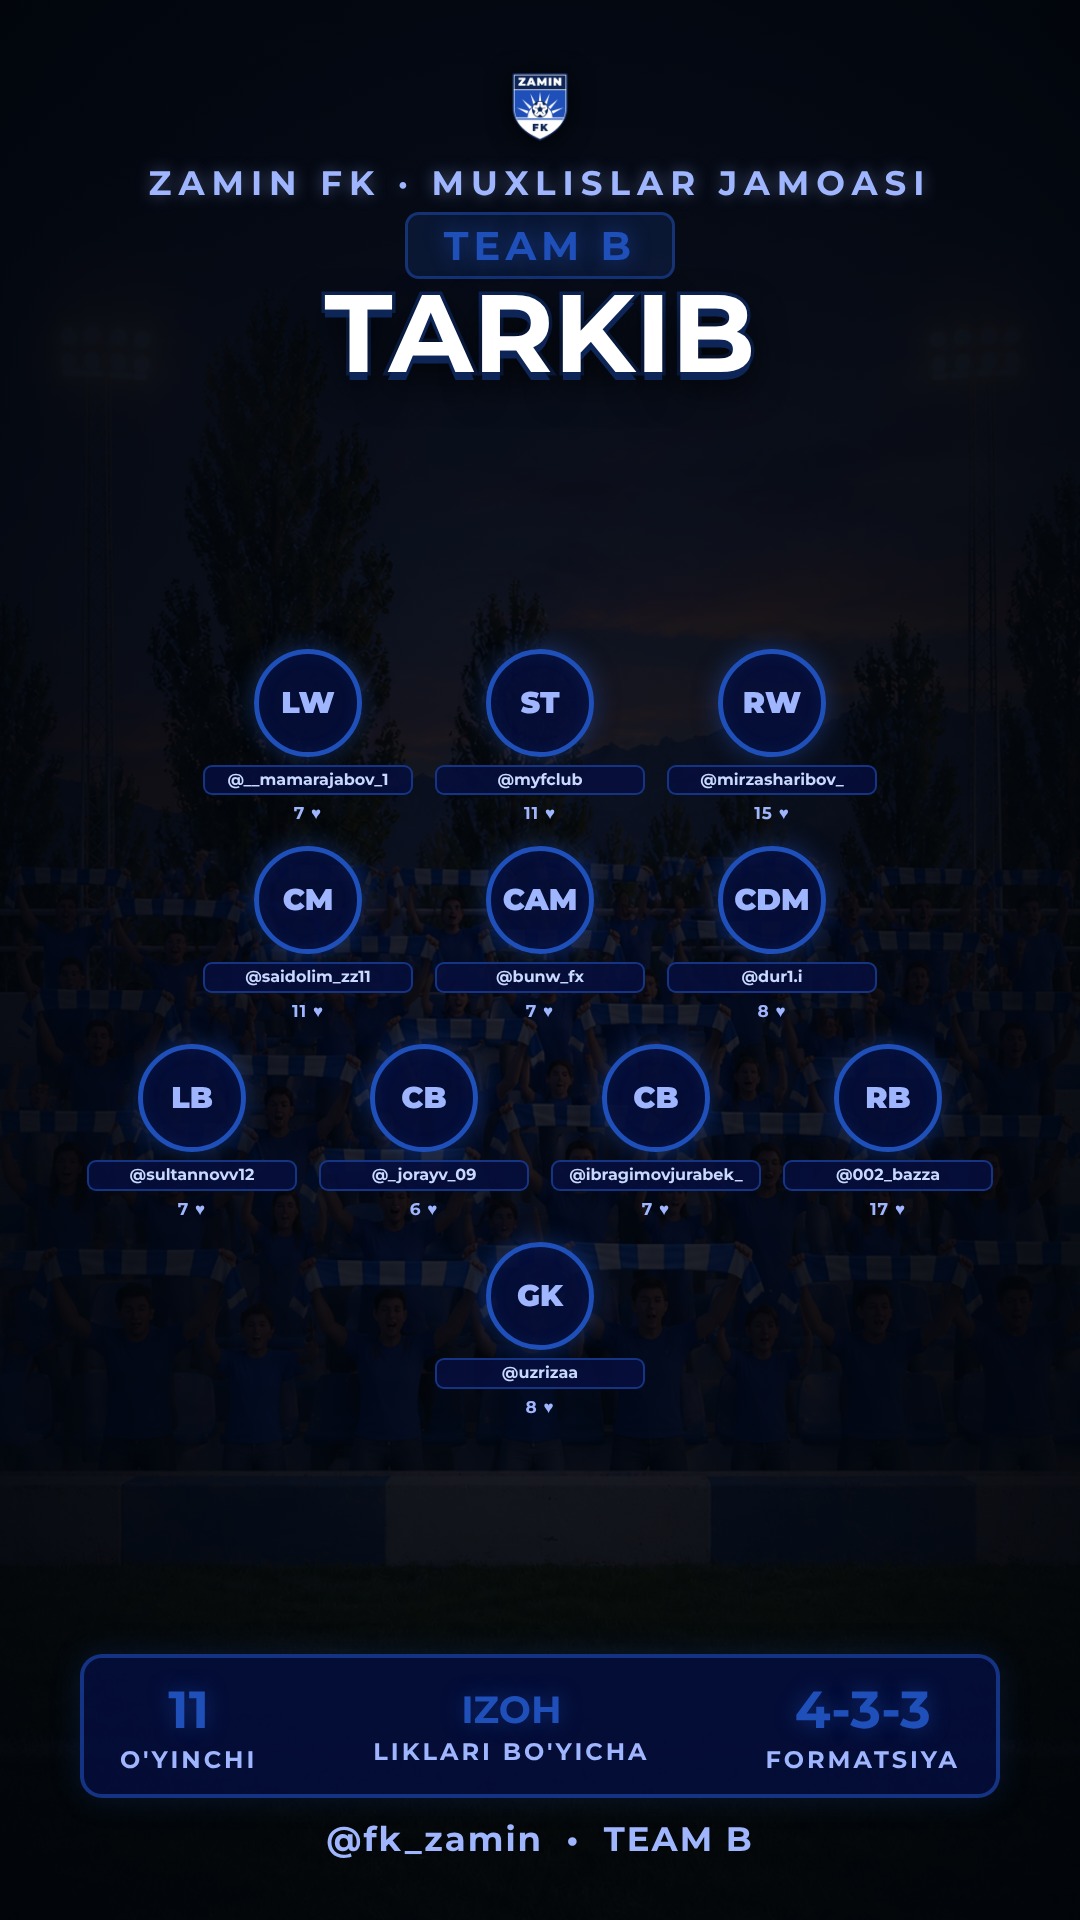 ZAMIN
FK
ZAMIN FK • MUXLISLAR JAMOASI
TEAM B
TARKIB
LW ST RW
@__mamarajabov_1 @myfclub @mirzasharibov_
7 ♥ 11 ♥ 15 ♥
CM CAM CDM
@saidolim_zz11 @bunw_fx @dur1.i
11 ♥ 7 ♥ 8 ♥
LB CB CB RB
@sultannovv12 @_jorayv_09 @ibragimovjurabek_ @002_bazza
7 ♥ 6 ♥ 7 ♥ 17 ♥
GK
@uzrizaa
8 ♥
11 IZOH 4-3-3
O'YINCHI LIKLARI BO'YICHA FORMATSIYA
@fk_zamin • TEAM B